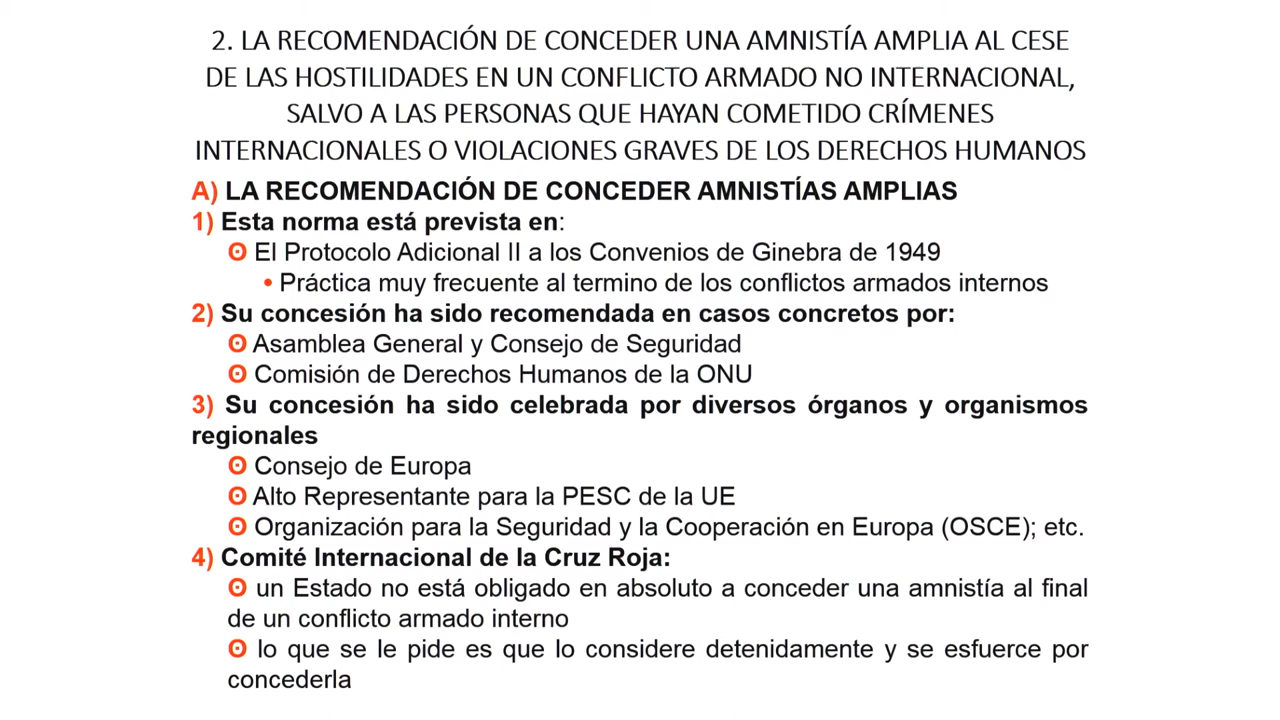 2. LA RECOMENDACIÓN DE CONCEDER UNA AMNISTÍA AMPLIA AL CESE
DE LAS HOSTILIDADES EN UN CONFLICTO ARMADO NO INTERNACIONAL,
SALVO A LAS PERSONAS QUE HAYAN COMETIDO CRÍMENES
INTERNACIONALES O VIOLACIONES GRAVES DE LOS DERECHOS HUMANOS
A) LA RECOMENDACIÓN DE CONCEDER AMNISTÍAS AMPLIAS
1) Esta norma está prevista en:
ʘ El Protocolo Adicional II a los Convenios de Ginebra de 1949
• Práctica muy frecuente al termino de los conflictos armados internos
2) Su concesión ha sido recomendada en casos concretos por:
ʘ Asamblea General y Consejo de Seguridad
ʘ Comisión de Derechos Humanos de la ONU
3) Su concesión ha sido celebrada por diversos órganos y organismos
regionales
ʘ Consejo de Europa
ʘ Alto Representante para la PESC de la UE
ʘ Organización para la Seguridad y la Cooperación en Europa (OSCE); etc.
4) Comité Internacional de la Cruz Roja:
ʘ un Estado no está obligado en absoluto a conceder una amnistía al final
de un conflicto armado interno
ʘ lo que se le pide es que lo considere detenidamente y se esfuerce por
concederla